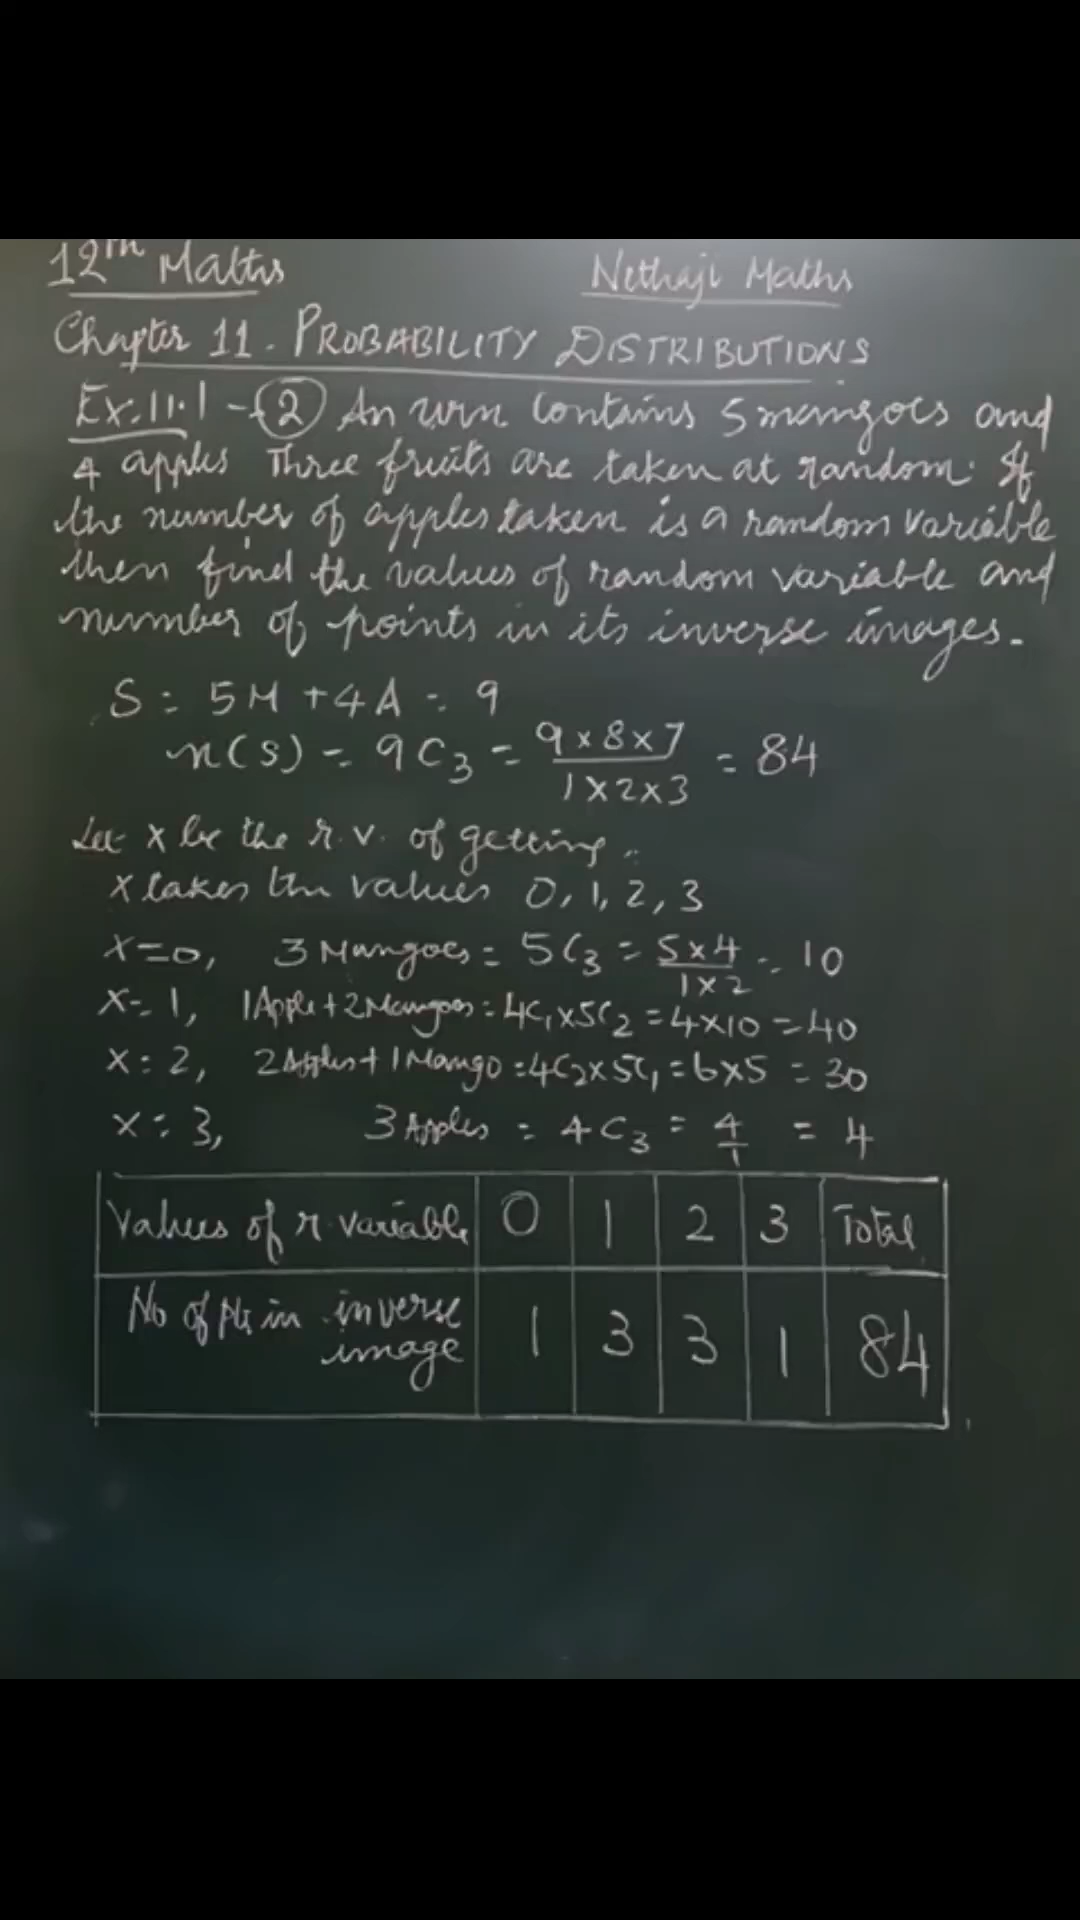 12th Maths
Nethaji Maths
Chapter 11. PROBABILITY DISTRIBUTIONS
Ex.11.1 - 2 An urn contains 5 mangoes and
4 apples Three fruits are taken at random. If
the number of apples taken is a random variable
then find the values of random variable and
number of points in its inverse images.
S = 5M + 4A = 9
n(S) = 9C3 = 9×8×7 / 1×2×3 = 84
Let x be the r.v. of getting.
x takes the values 0, 1, 2, 3
x=0, 3 Mangoes = 5C3 = 5×4 / 1×2 = 10
x=1, 1 Apple + 2 Mangoes = 4C1×5C2 = 4×10 = 40
x=2, 2 Apples + 1 Mango = 4C2×5C1 = 6×5 = 30
x=3, 3 Apples = 4C3 = 4/1 = 4
Values of r. variable 0 1 2 3 Total
No of pts in inverse image 1 3 3 1 84